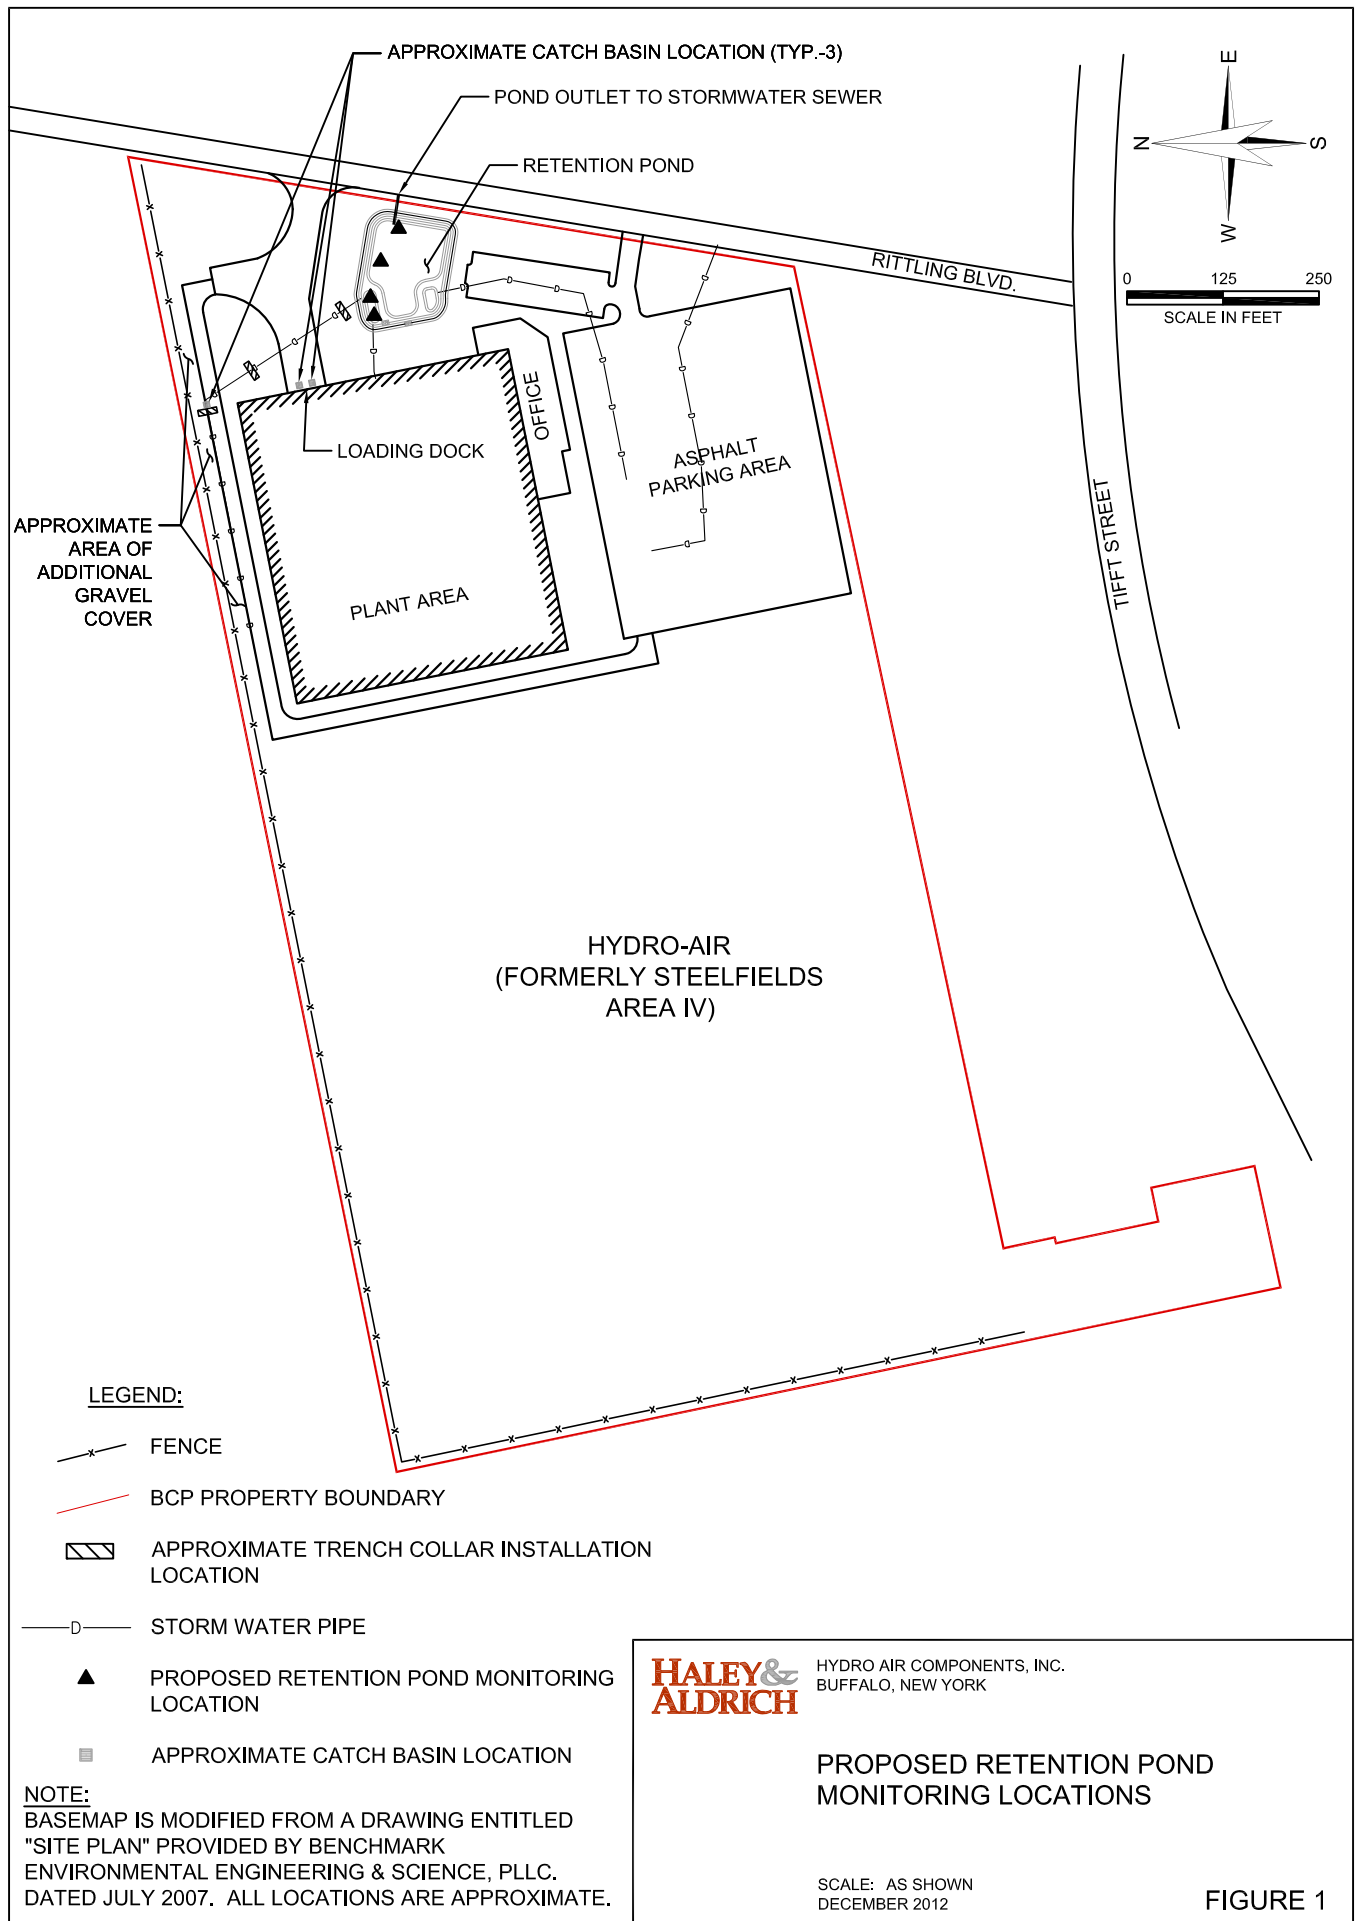 APPROXIMATE CATCH BASIN LOCATION (TYP.-3)
POND OUTLET TO STORMWATER SEWER
RETENTION POND
E
N
S
W
RITTLING BLVD.
0 125 250
SCALE IN FEET
OFFICE
LOADING DOCK
ASPHALT
PARKING AREA
TIFFT STREET
APPROXIMATE
AREA OF
ADDITIONAL
GRAVEL
COVER
PLANT AREA
HYDRO-AIR
(FORMERLY STEELFIELDS
AREA IV)
LEGEND:
FENCE
BCP PROPERTY BOUNDARY
APPROXIMATE TRENCH COLLAR INSTALLATION
LOCATION
D STORM WATER PIPE
PROPOSED RETENTION POND MONITORING
LOCATION
APPROXIMATE CATCH BASIN LOCATION
NOTE:
BASEMAP IS MODIFIED FROM A DRAWING ENTITLED
"SITE PLAN" PROVIDED BY BENCHMARK
ENVIRONMENTAL ENGINEERING & SCIENCE, PLLC.
DATED JULY 2007. ALL LOCATIONS ARE APPROXIMATE.
HALEY &
ALDRICH
HYDRO AIR COMPONENTS, INC.
BUFFALO, NEW YORK
PROPOSED RETENTION POND
MONITORING LOCATIONS
SCALE: AS SHOWN
DECEMBER 2012
FIGURE 1